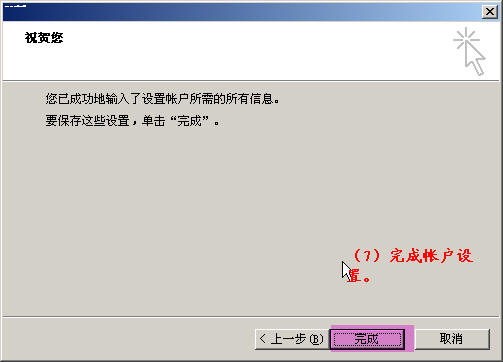 祝贺您
您已成功地输入了设置帐户所需的所有信息。
要保存这些设置，单击“完成”。
（7）完成帐户设
置。
< 上一步(B)
完成
取消